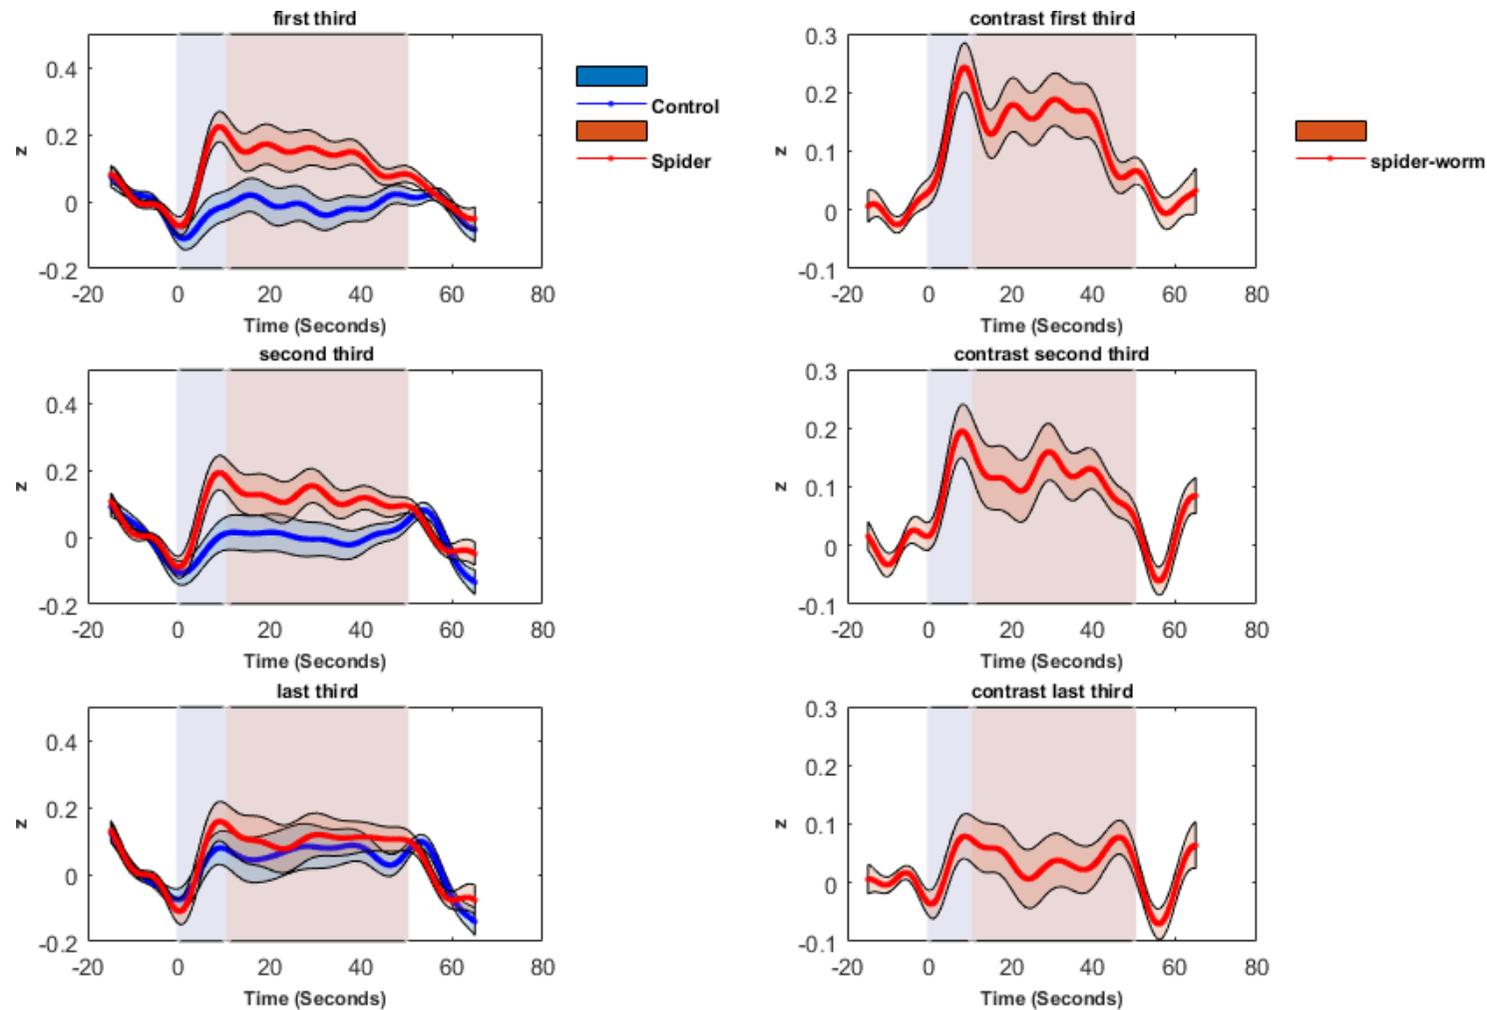 first third
z
0.4
0.2
0
-0.2
-20 0 20 40 60 80
Time (Seconds)
Control
Spider
contrast first third
z
0.3
0.2
0.1
0
-0.1
-20 0 20 40 60 80
Time (Seconds)
spider-worm
second third
z
0.4
0.2
0
-0.2
-20 0 20 40 60 80
Time (Seconds)
contrast second third
z
0.3
0.2
0.1
0
-0.1
-20 0 20 40 60 80
Time (Seconds)
last third
z
0.4
0.2
0
-0.2
-20 0 20 40 60 80
Time (Seconds)
contrast last third
z
0.3
0.2
0.1
0
-0.1
-20 0 20 40 60 80
Time (Seconds)